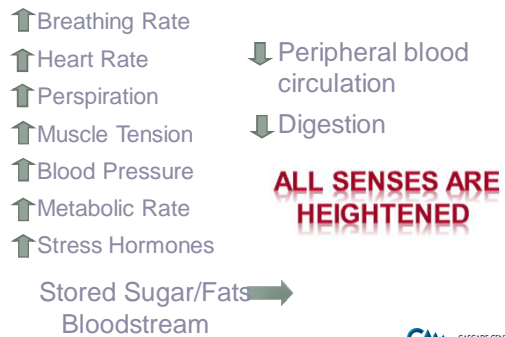 Breathing Rate
Heart Rate
Perspiration
Muscle Tension
Blood Pressure
Metabolic Rate
Stress Hormones
Stored Sugar/Fats
Bloodstream
Peripheral blood
circulation
Digestion
ALL SENSES ARE
HEIGHTENED